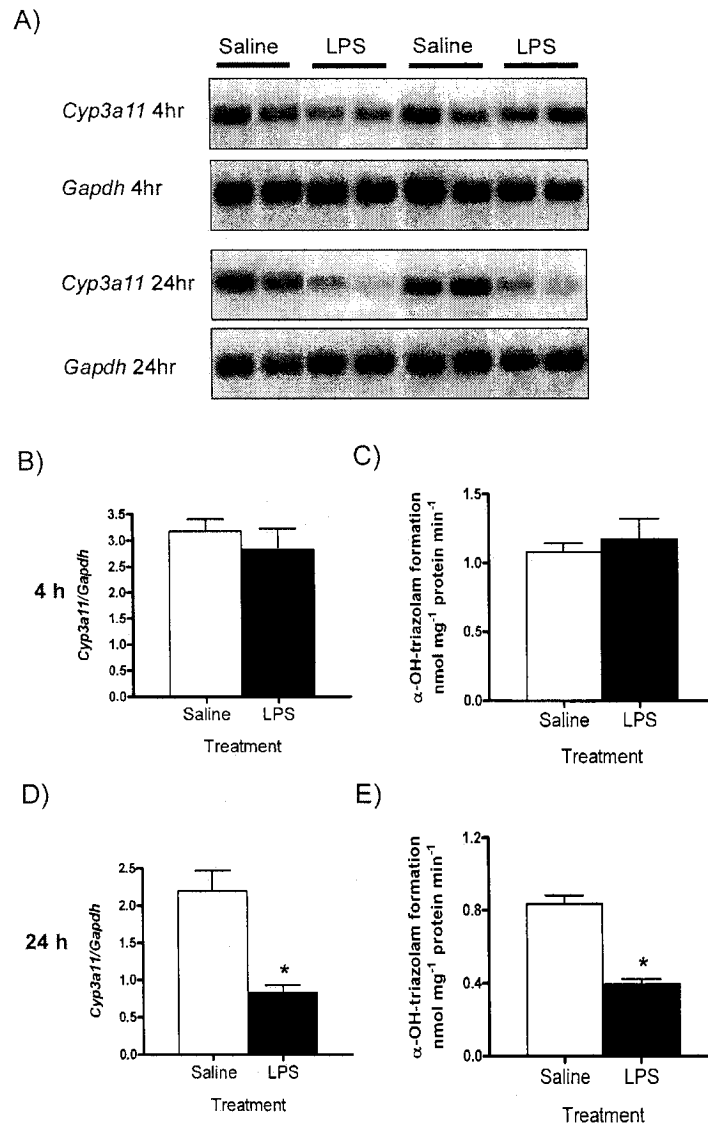 A)
Saline LPS Saline LPS
Cyp3a11 4hr
Gapdh 4hr
Cyp3a11 24hr
Gapdh 24hr
B)
4 h
Cyp3a11/Gapdh
3.5
3.0
2.5
2.0
1.5
1.0
0.5
0.0
Saline LPS
Treatment
C)
α-OH-triazolam formation
nmol mg-1 protein min-1
1.5
1.0
0.5
0.0
Saline LPS
Treatment
D)
24 h
Cyp3a11/Gapdh
2.5
2.0
1.5
1.0
0.5
0.0
*
Saline LPS
Treatment
E)
α-OH-triazolam formation
nmol mg-1 protein min-1
1.2
0.8
0.4
0.0
*
Saline LPS
Treatment